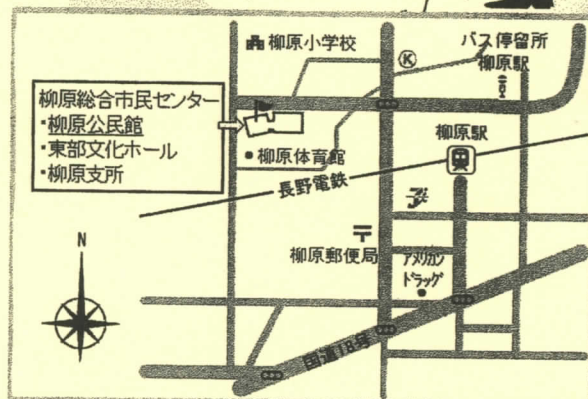 柳原小学校
Ⓚ
バス停留所
柳原駅
柳原総合市民センター
・柳原公民館
・東部文化ホール
・柳原支所
柳原駅
・柳原体育館
長野電鉄
〒
柳原郵便局
アメリカン
ドラッグ
N
国道18号